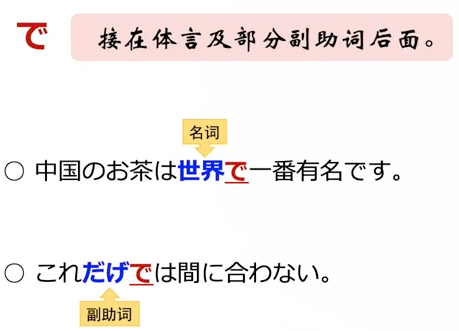 で 接在体言及部分副助词后面。
名词
○ 中国のお茶は世界で一番有名です。
○ これだげでは間に合わない。
副助词